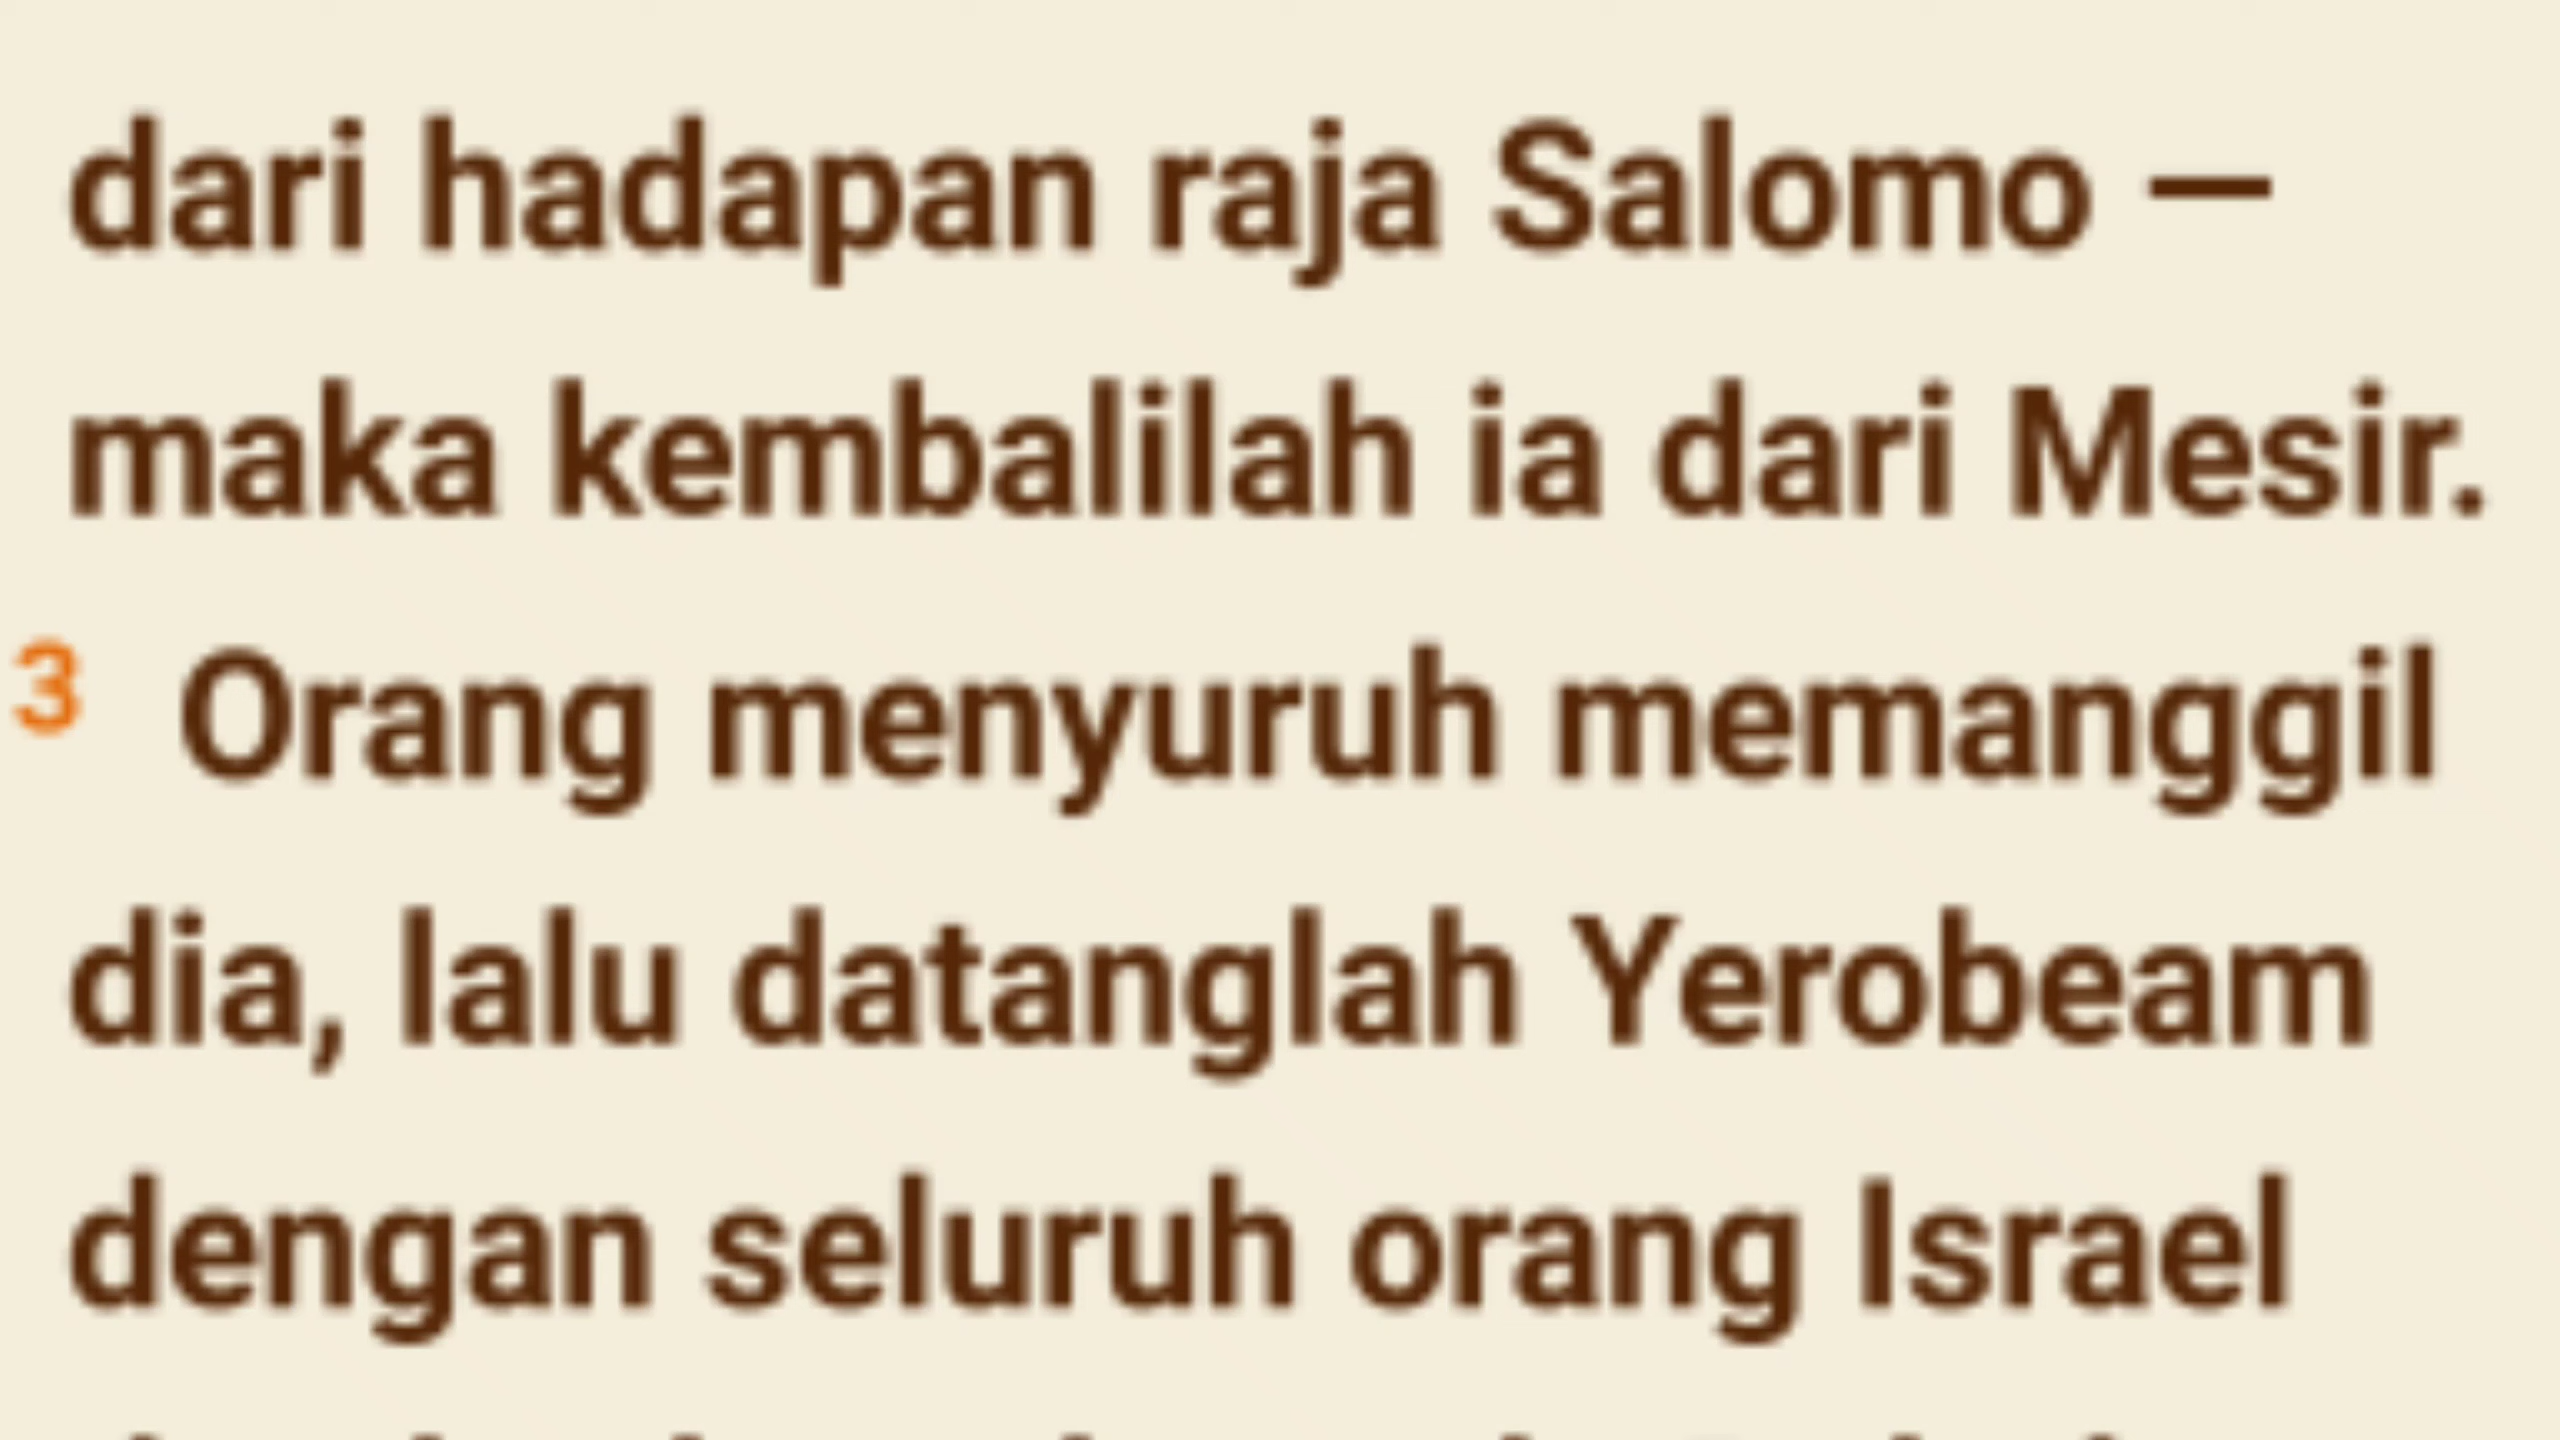 dari hadapan raja Salomo —
maka kembalilah ia dari Mesir.
3 Orang menyuruh memanggil
dia, lalu datanglah Yerobeam
dengan seluruh orang Israel